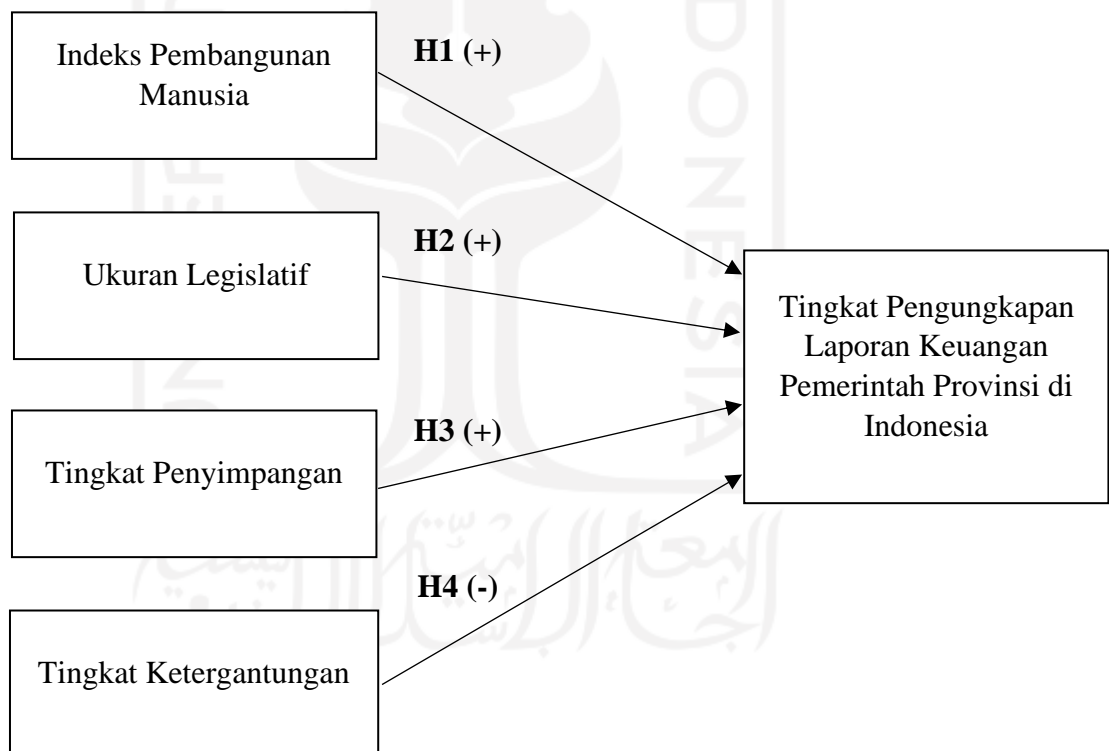 Indeks Pembangunan
Manusia
H1 (+)
Ukuran Legislatif
H2 (+)
Tingkat Penyimpangan
H3 (+)
Tingkat Ketergantungan
H4 (-)
Tingkat Pengungkapan
Laporan Keuangan
Pemerintah Provinsi di
Indonesia